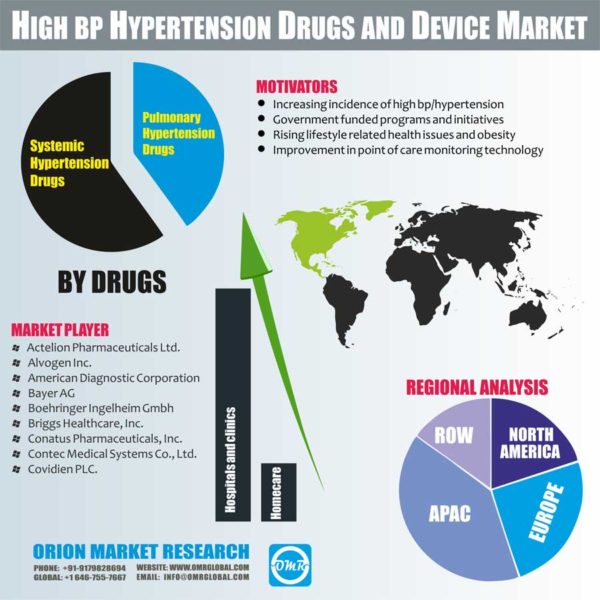 HIGH BP HYPERTENSION DRUGS AND DEVICE MARKET
Systemic
Hypertension
Drugs
Pulmonary
Hypertension
Drugs
BY DRUGS
MOTIVATORS
Increasing incidence of high bp/hypertension
Government funded programs and initiatives
Rising lifestyle related health issues and obesity
Improvement in point of care monitoring technology
MARKET PLAYER
Actelion Pharmaceuticals Ltd.
Alvogen Inc.
American Diagnostic Corporation
Bayer AG
Boehringer Ingelheim Gmbh
Briggs Healthcare, Inc.
Conatus Pharmaceuticals, Inc.
Contec Medical Systems Co., Ltd.
Covidien PLC.
Hospitals and clinics
Homecare
REGIONAL ANALYSIS
ROW
NORTH
AMERICA
EUROPE
APAC
ORION MARKET RESEARCH
PHONE: +91-9179828694 WEBSITE: WWW.OMRGLOBAL.COM
GLOBAL: +1 646-755-7667 EMAIL: INFO@OMRGLOBAL.COM
OMR